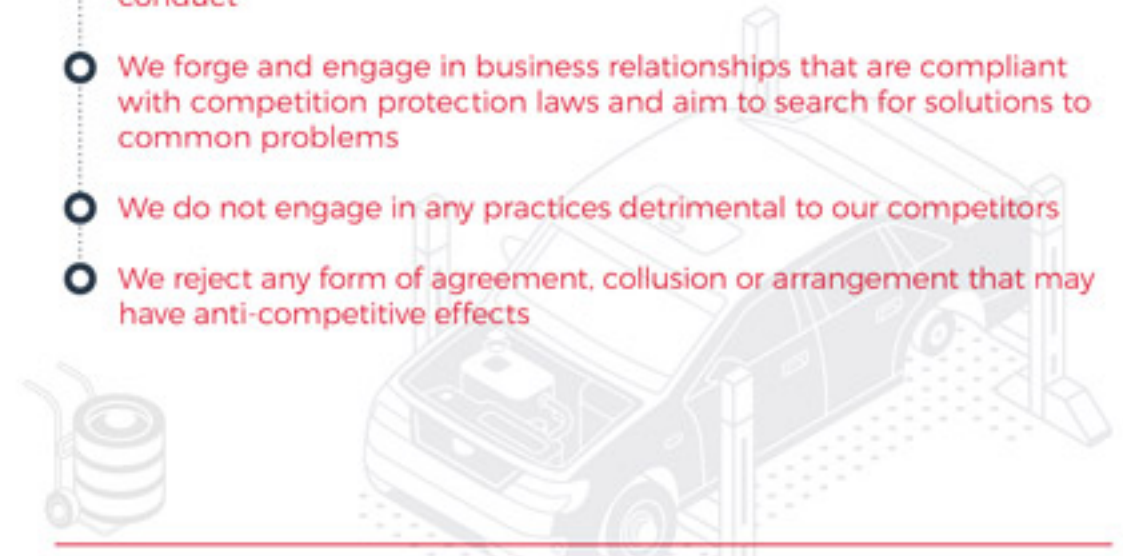 conduct
We forge and engage in business relationships that are compliant
with competition protection laws and aim to search for solutions to
common problems
We do not engage in any practices detrimental to our competitors
We reject any form of agreement, collusion or arrangement that may
have anti-competitive effects